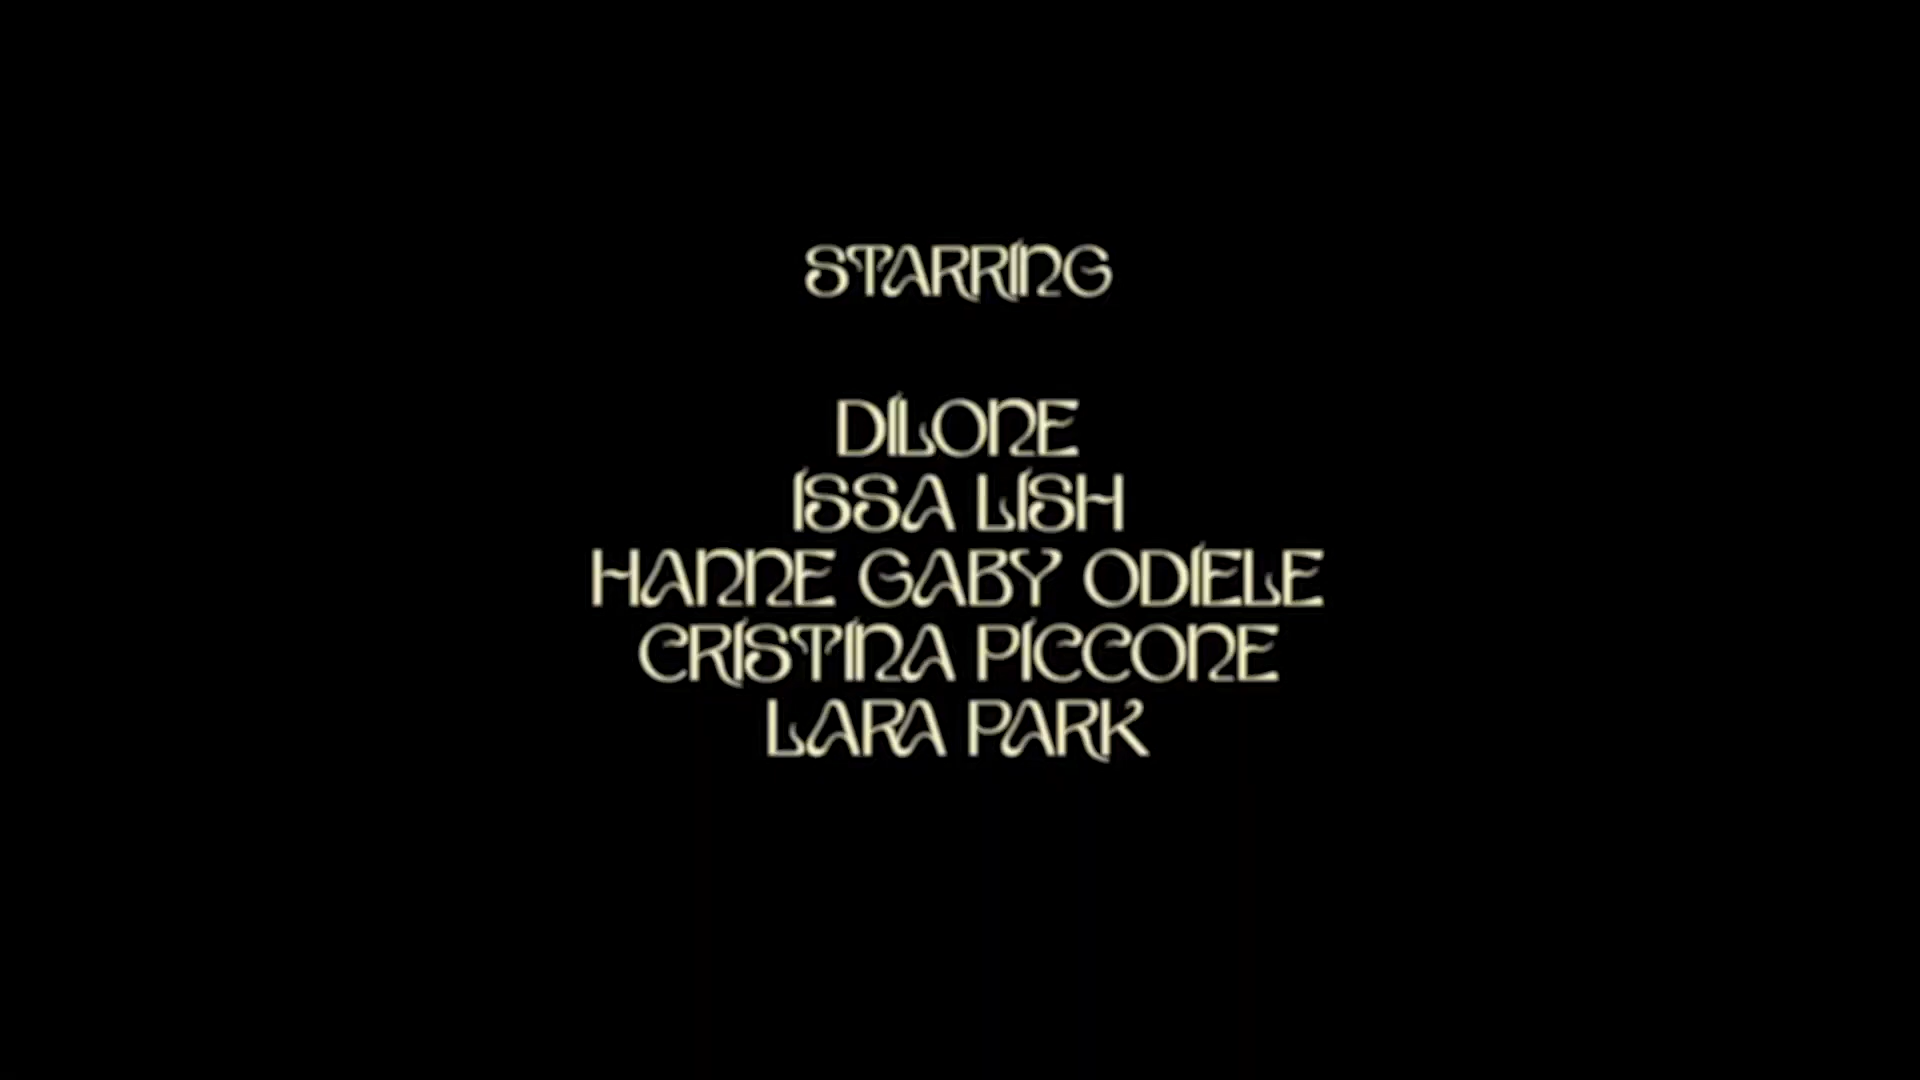 STARRING
DILONE
ISSA LISH
HANNE GABY ODIELE
CRISTINA PICCONE
LARA PARK